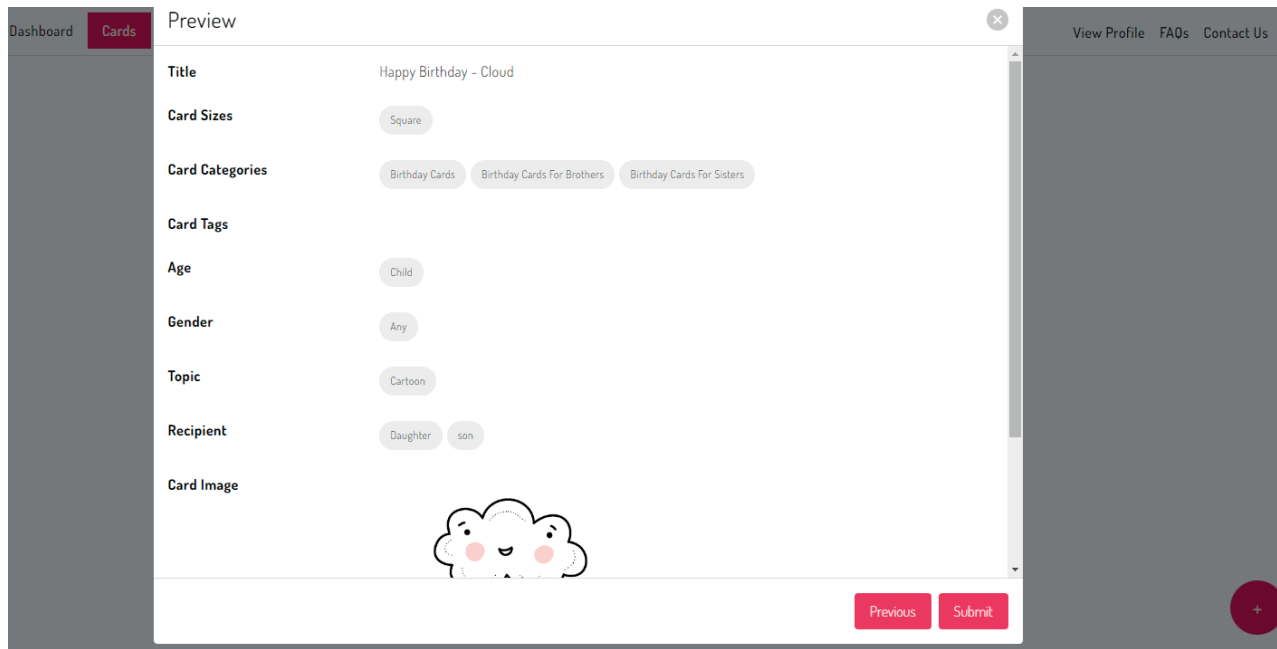 Preview
Dashboard Cards View Profile FAQs Contact Us
Title Happy Birthday - Cloud
Card Sizes Square
Card Categories Birthday Cards Birthday Cards For Brothers Birthday Cards For Sisters
Card Tags
Age Child
Gender Any
Topic Cartoon
Recipient Daughter son
Card Image
Previous Submit
+